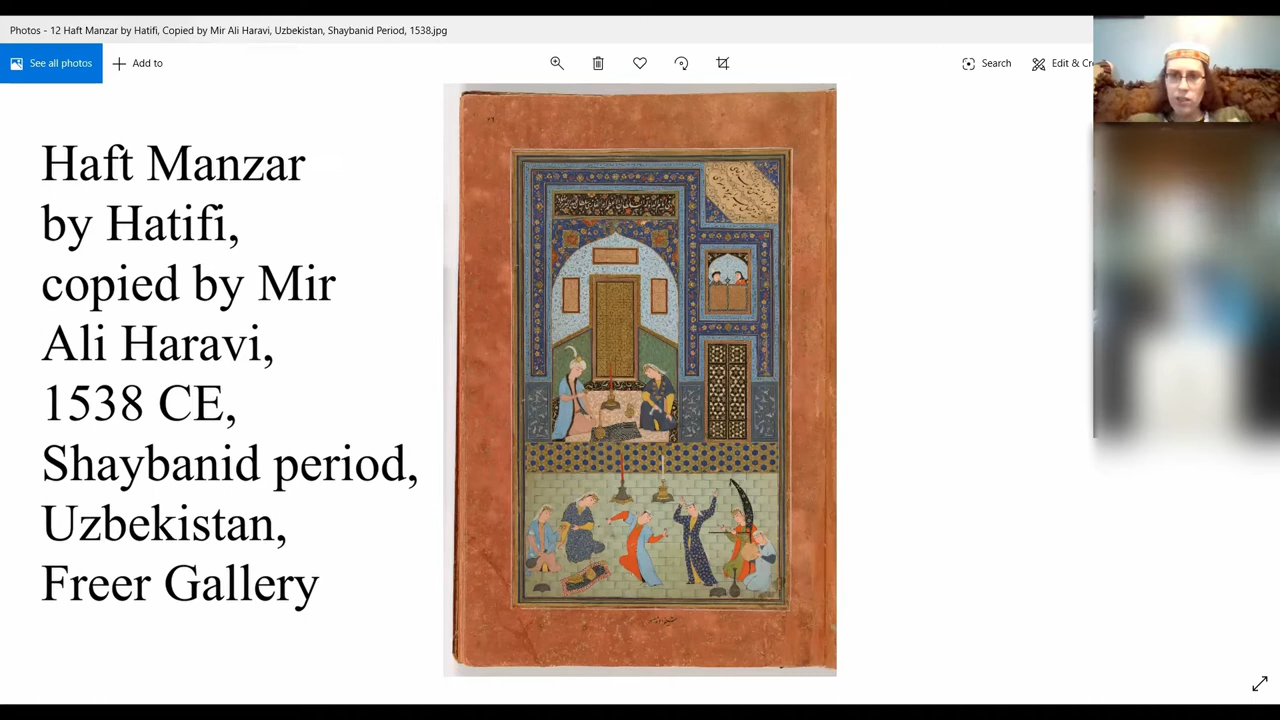 Photos - 12 Haft Manzar by Hatifi, Copied by Mir Ali Haravi, Uzbekistan, Shaybanid Period, 1538.jpg
See all photos
Add to
Search
Edit & Cr
Haft Manzar
by Hatifi,
copied by Mir
Ali Haravi,
1538 CE,
Shaybanid period,
Uzbekistan,
Freer Gallery